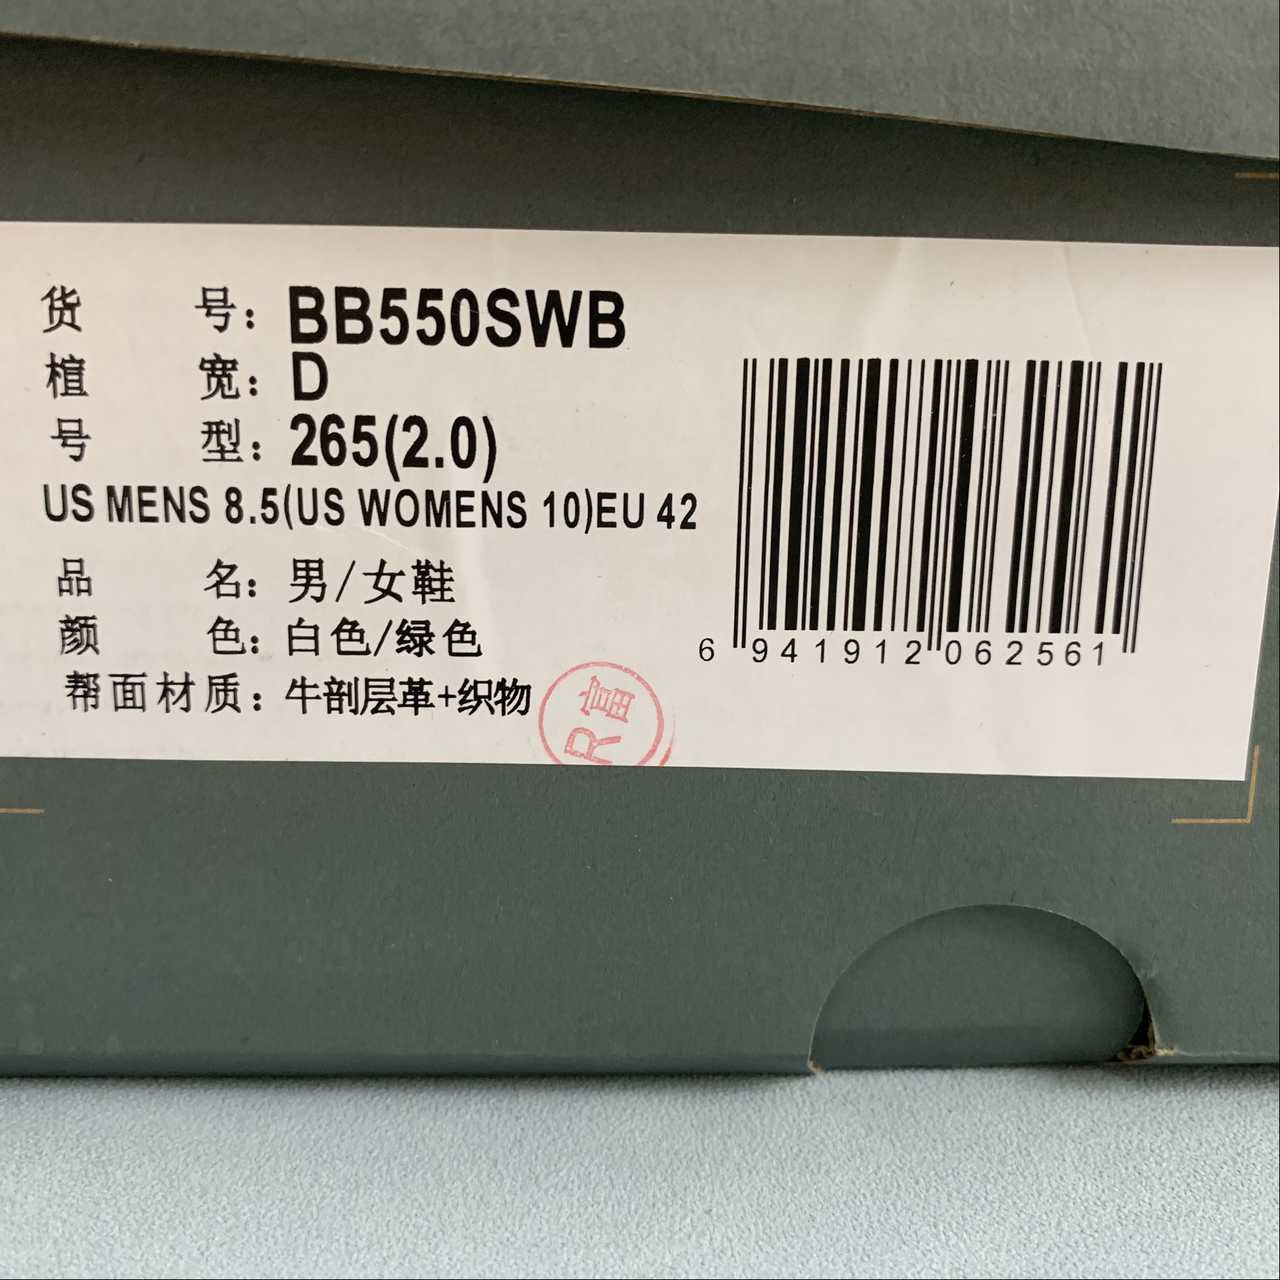 货 号: BB550SWB
楦 宽: D
号 型: 265(2.0)
US MENS 8.5(US WOMENS 10)EU 42
品 名: 男/女鞋
颜 色: 白色/绿色
帮面材质: 牛剖层革+织物
富
R
6 941912 062561